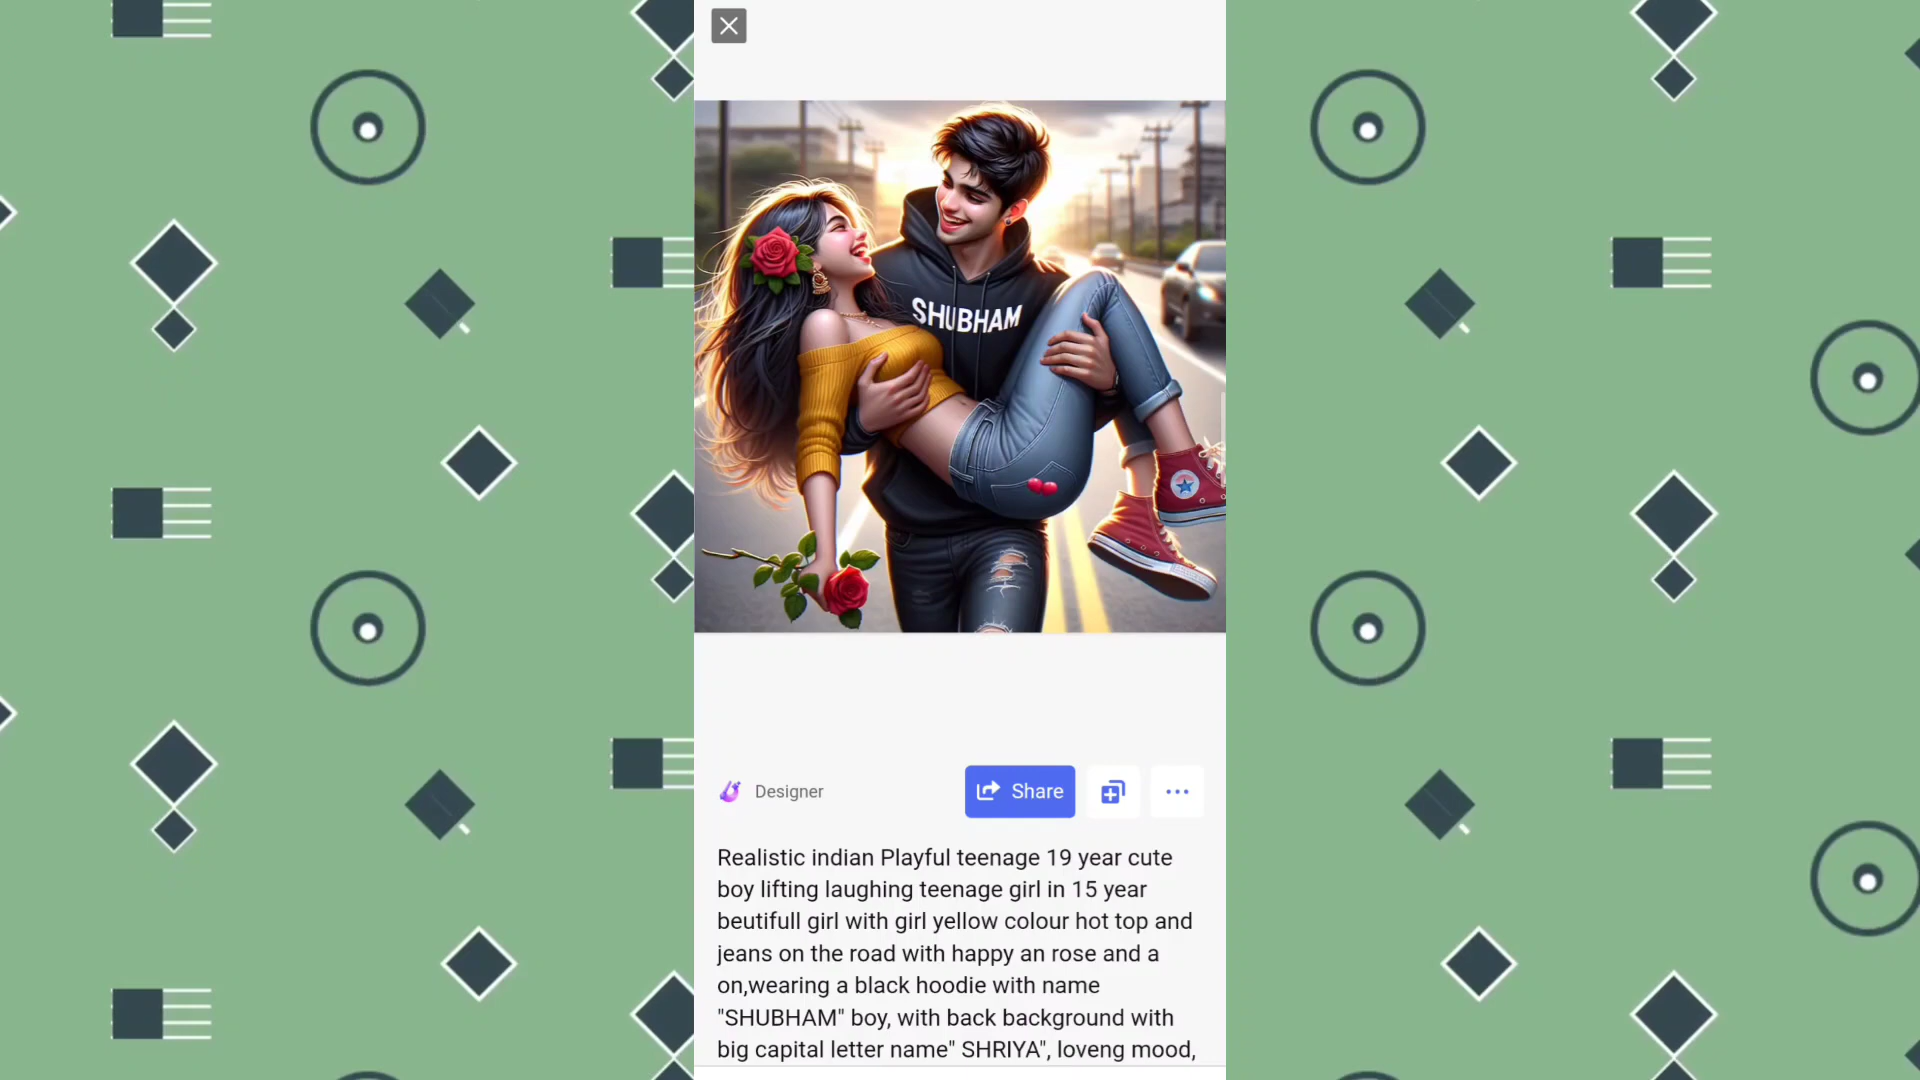 SHUBHAM
Designer
Share
Realistic indian Playful teenage 19 year cute
boy lifting laughing teenage girl in 15 year
beutifull girl with girl yellow colour hot top and
jeans on the road with happy an rose and a
on,wearing a black hoodie with name
"SHUBHAM" boy, with back background with
big capital letter name" SHRIYA", loveng mood,